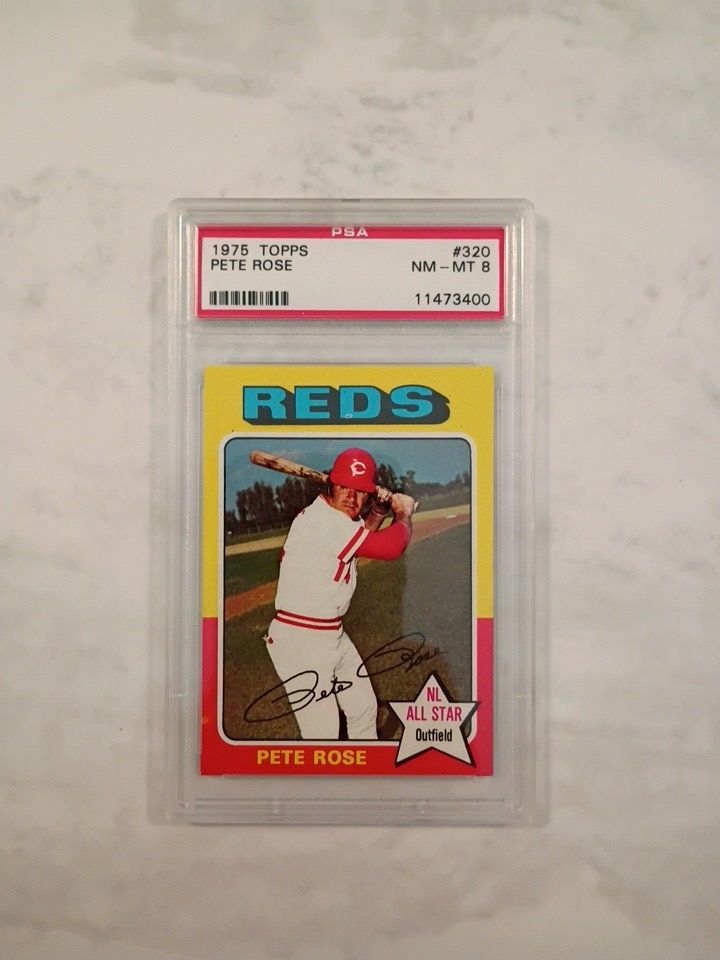 PSA
1975 TOPPS #320
PETE ROSE NM-MT 8
11473400
REDS
C
Pete Rose
NL
ALL STAR
Outfield
PETE ROSE